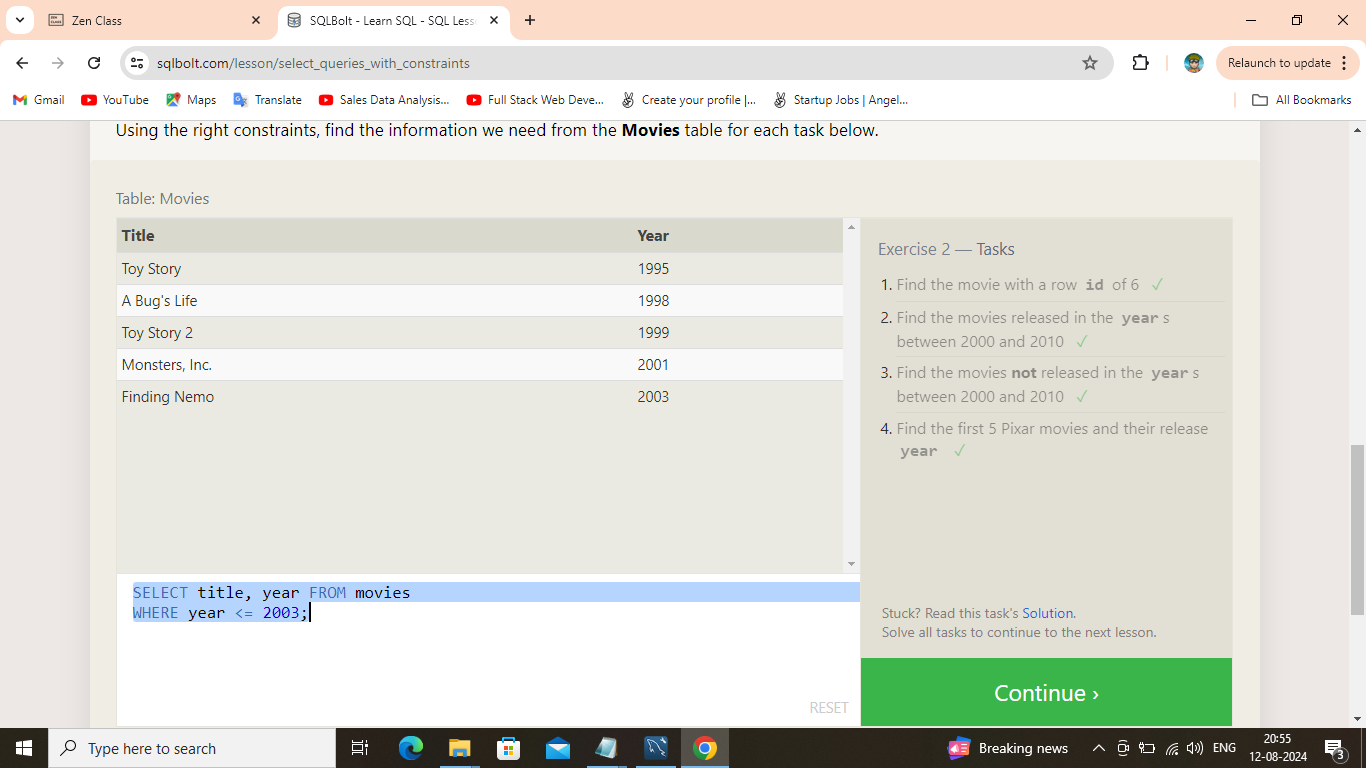 Zen Class
SQLBolt - Learn SQL - SQL Less
sqlbolt.com/lesson/select_queries_with_constraints
Relaunch to update
Gmail
YouTube
Maps
Translate
Sales Data Analysis...
Full Stack Web Deve...
Create your profile |...
Startup Jobs | Angel...
All Bookmarks
Using the right constraints, find the information we need from the Movies table for each task below.
Table: Movies
Title Year
Toy Story 1995
A Bug's Life 1998
Toy Story 2 1999
Monsters, Inc. 2001
Finding Nemo 2003
SELECT title, year FROM movies
WHERE year <= 2003;
RESET
Exercise 2 — Tasks
1. Find the movie with a row id of 6 ✓
2. Find the movies released in the year s
between 2000 and 2010 ✓
3. Find the movies not released in the year s
between 2000 and 2010 ✓
4. Find the first 5 Pixar movies and their release
year ✓
Stuck? Read this task's Solution.
Solve all tasks to continue to the next lesson.
Continue ›
Type here to search
Breaking news
ENG
20:55
12-08-2024
3